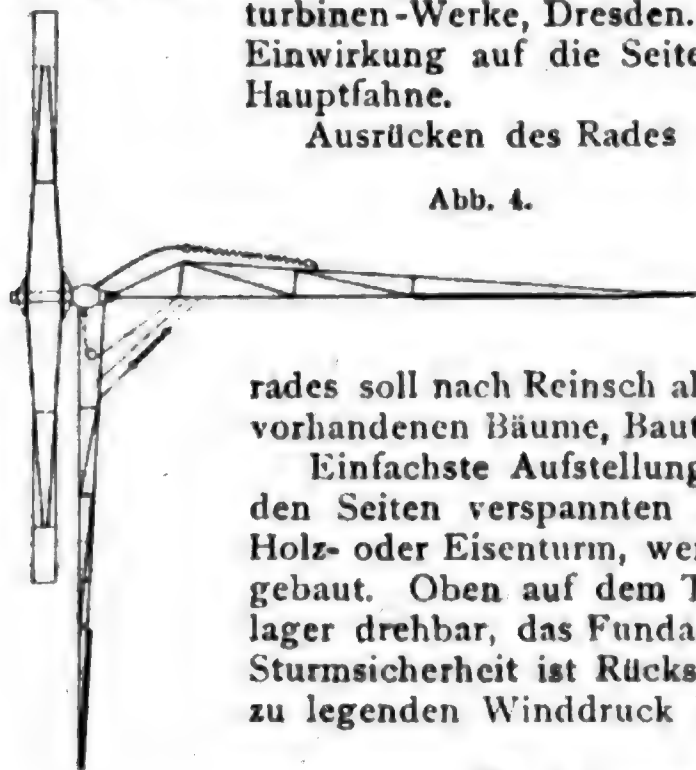 turbinen-Werke, Dresden.
Einwirkung auf die Seite
Hauptfahne.
Ausrücken des Rades
Abb. 4.
rades soll nach Reinsch al
vorhandenen Bäume, Baut
Einfachste Aufstellung
den Seiten verspannten
Holz- oder Eisenturm, wer
gebaut. Oben auf dem T
lager drehbar, das Funda
Sturmsicherheit ist Rücks
zu legenden Winddruck